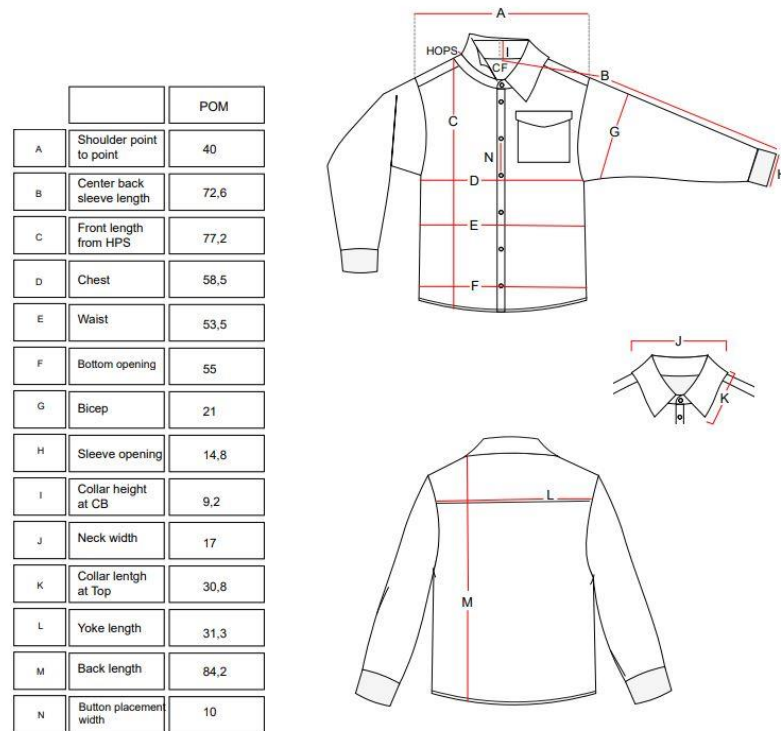 POM
A Shoulder point to point 40
B Center back sleeve length 72,6
C Front length from HPS 77,2
D Chest 58,5
E Waist 53,5
F Bottom opening 55
G Bicep 21
H Sleeve opening 14,8
I Collar height at CB 9,2
J Neck width 17
K Collar lentgh at Top 30,8
L Yoke length 31,3
M Back length 84,2
N Button placement width 10
A
HOPS
I
CF
B
C
G
N
H
D
E
F
J
K
L
M